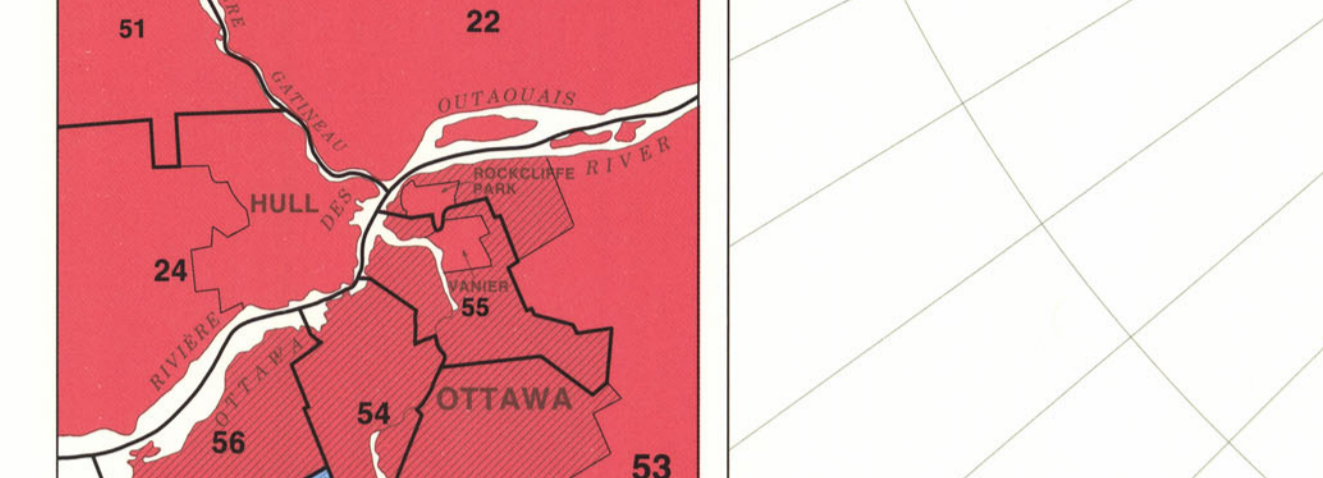 51
22
RE
GATINEAU
OUTAOUAIS
RIVER
ROCKCLIFFE
PARK
HULL
DES
24
VANIER
55
RIVIÈRE
OTTAWA
OTTAWA
54
56
53